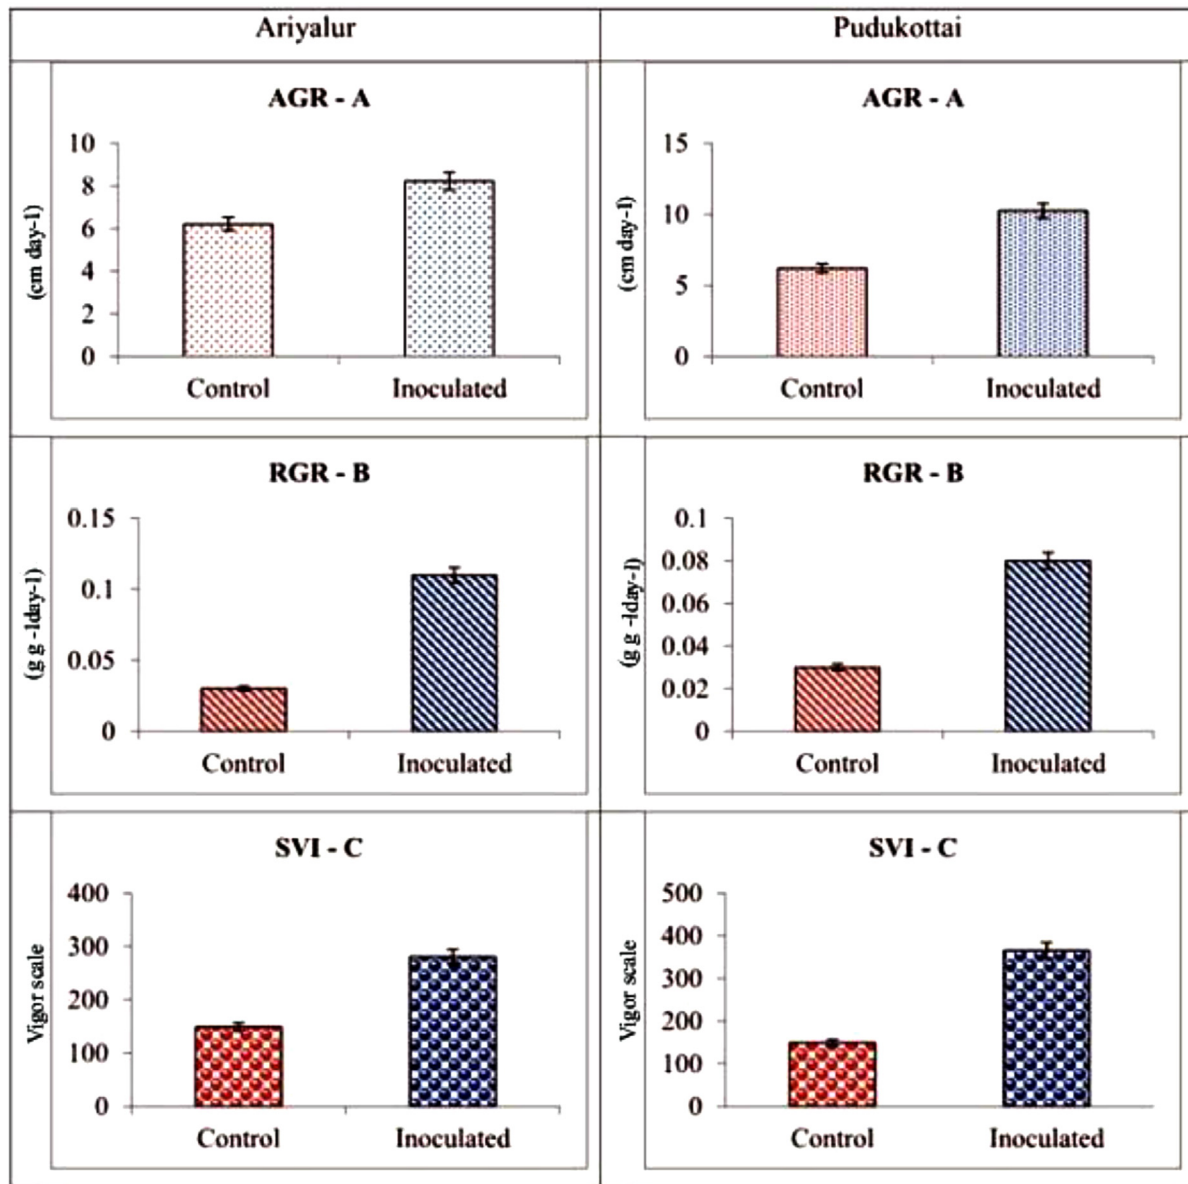 Ariyalur
Pudukottai
AGR - A
(cm day-1)
10
8
6
4
2
0
Control
Inoculated
AGR - A
(cm day-1)
15
10
5
0
Control
Inoculated
RGR - B
(g g -1day-1)
0.15
0.1
0.05
0
Control
Inoculated
RGR - B
(g g -1day-1)
0.1
0.08
0.06
0.04
0.02
0
Control
Inoculated
SVI - C
Vigor scale
400
300
200
100
0
Control
Inoculated
SVI - C
Vigor scale
500
400
300
200
100
0
Control
Inoculated